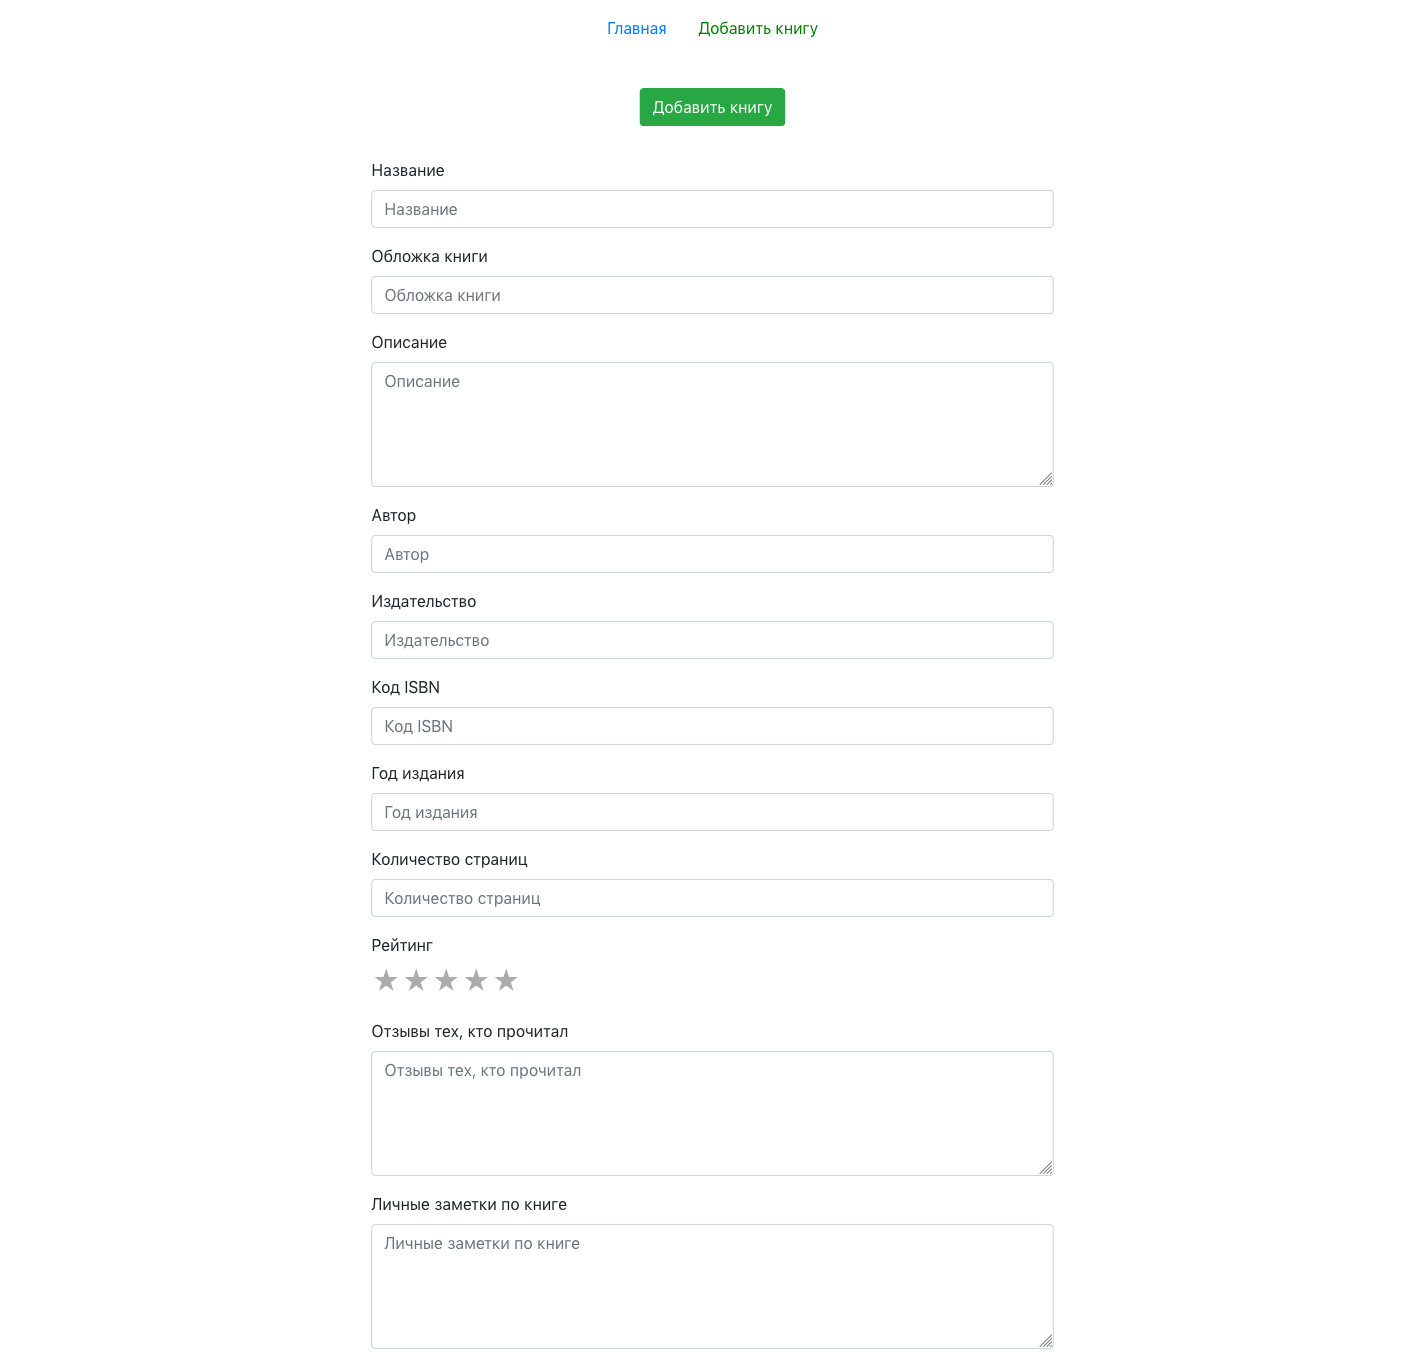 Главная Добавить книгу
Добавить книгу
Название
Название
Обложка книги
Обложка книги
Описание
Описание
Автор
Автор
Издательство
Издательство
Код ISBN
Код ISBN
Год издания
Год издания
Количество страниц
Количество страниц
Рейтинг
Отзывы тех, кто прочитал
Отзывы тех, кто прочитал
Личные заметки по книге
Личные заметки по книге